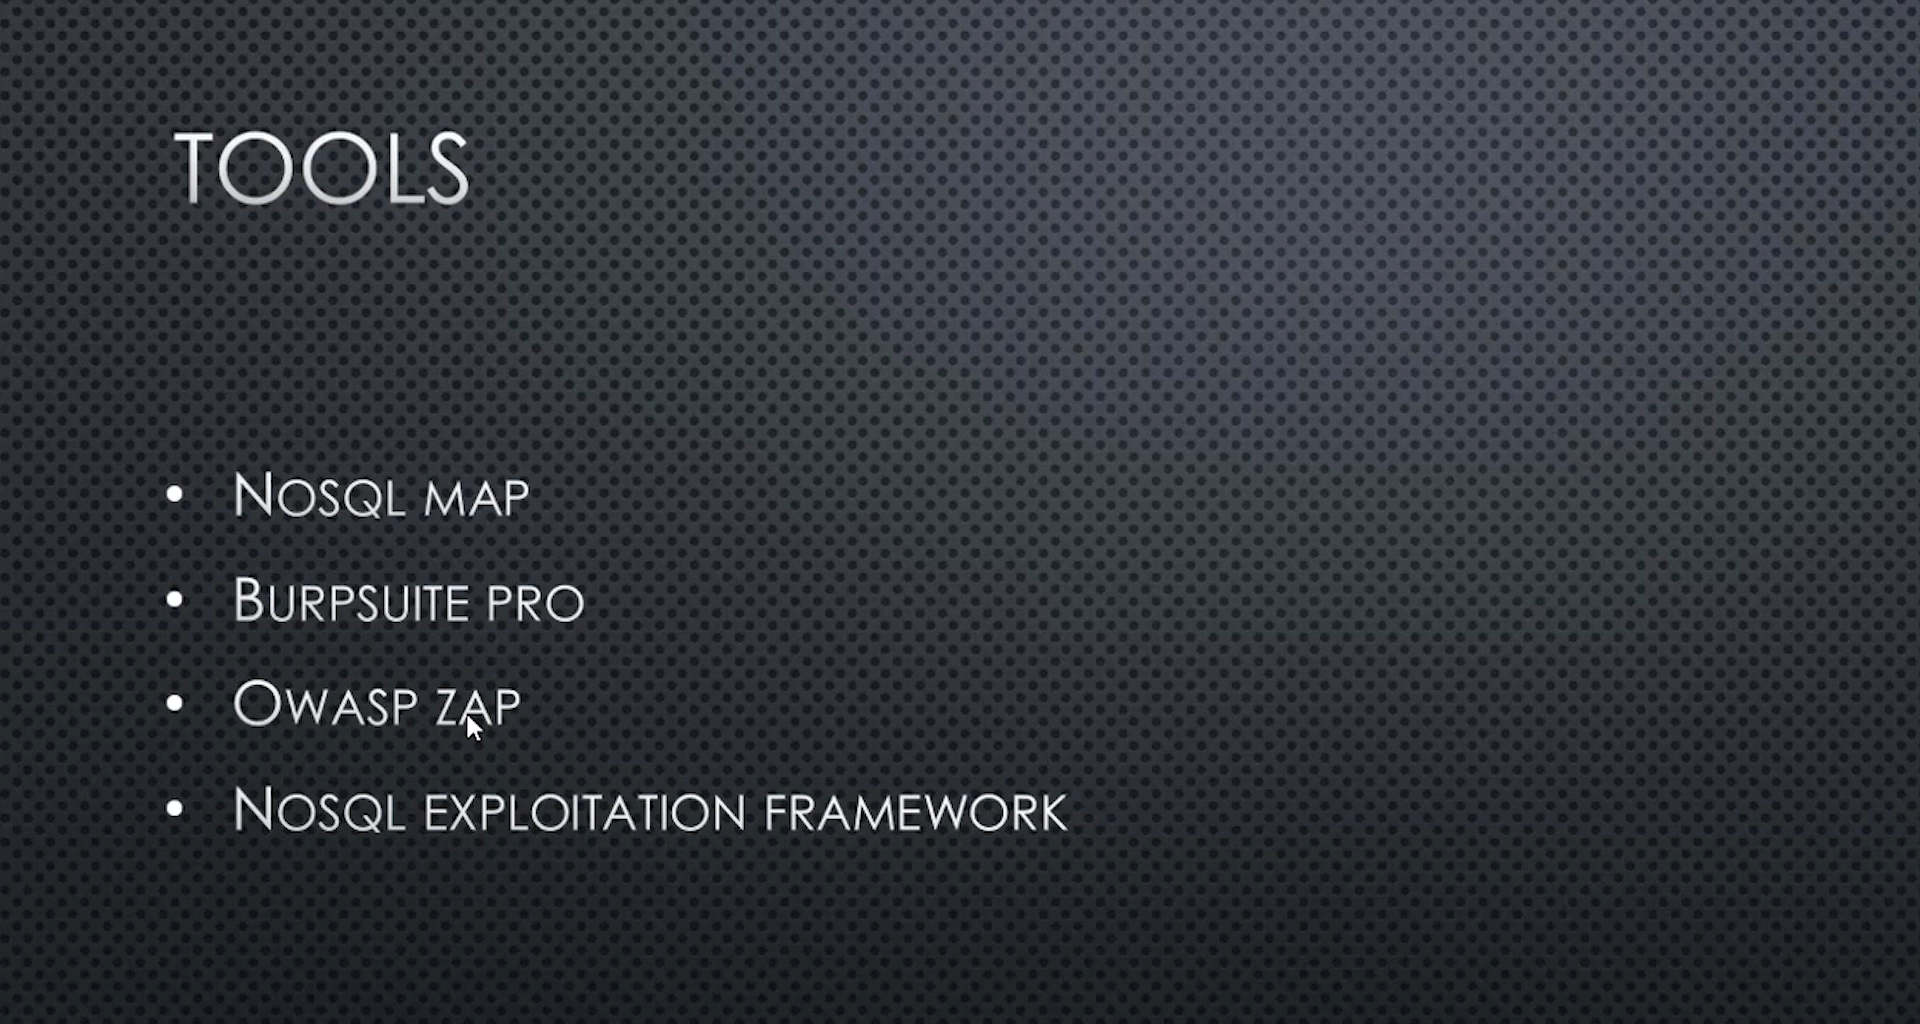 TOOLS
• NOSQL MAP
• BURPSUITE PRO
• OWASP ZAP
• NOSQL EXPLOITATION FRAMEWORK